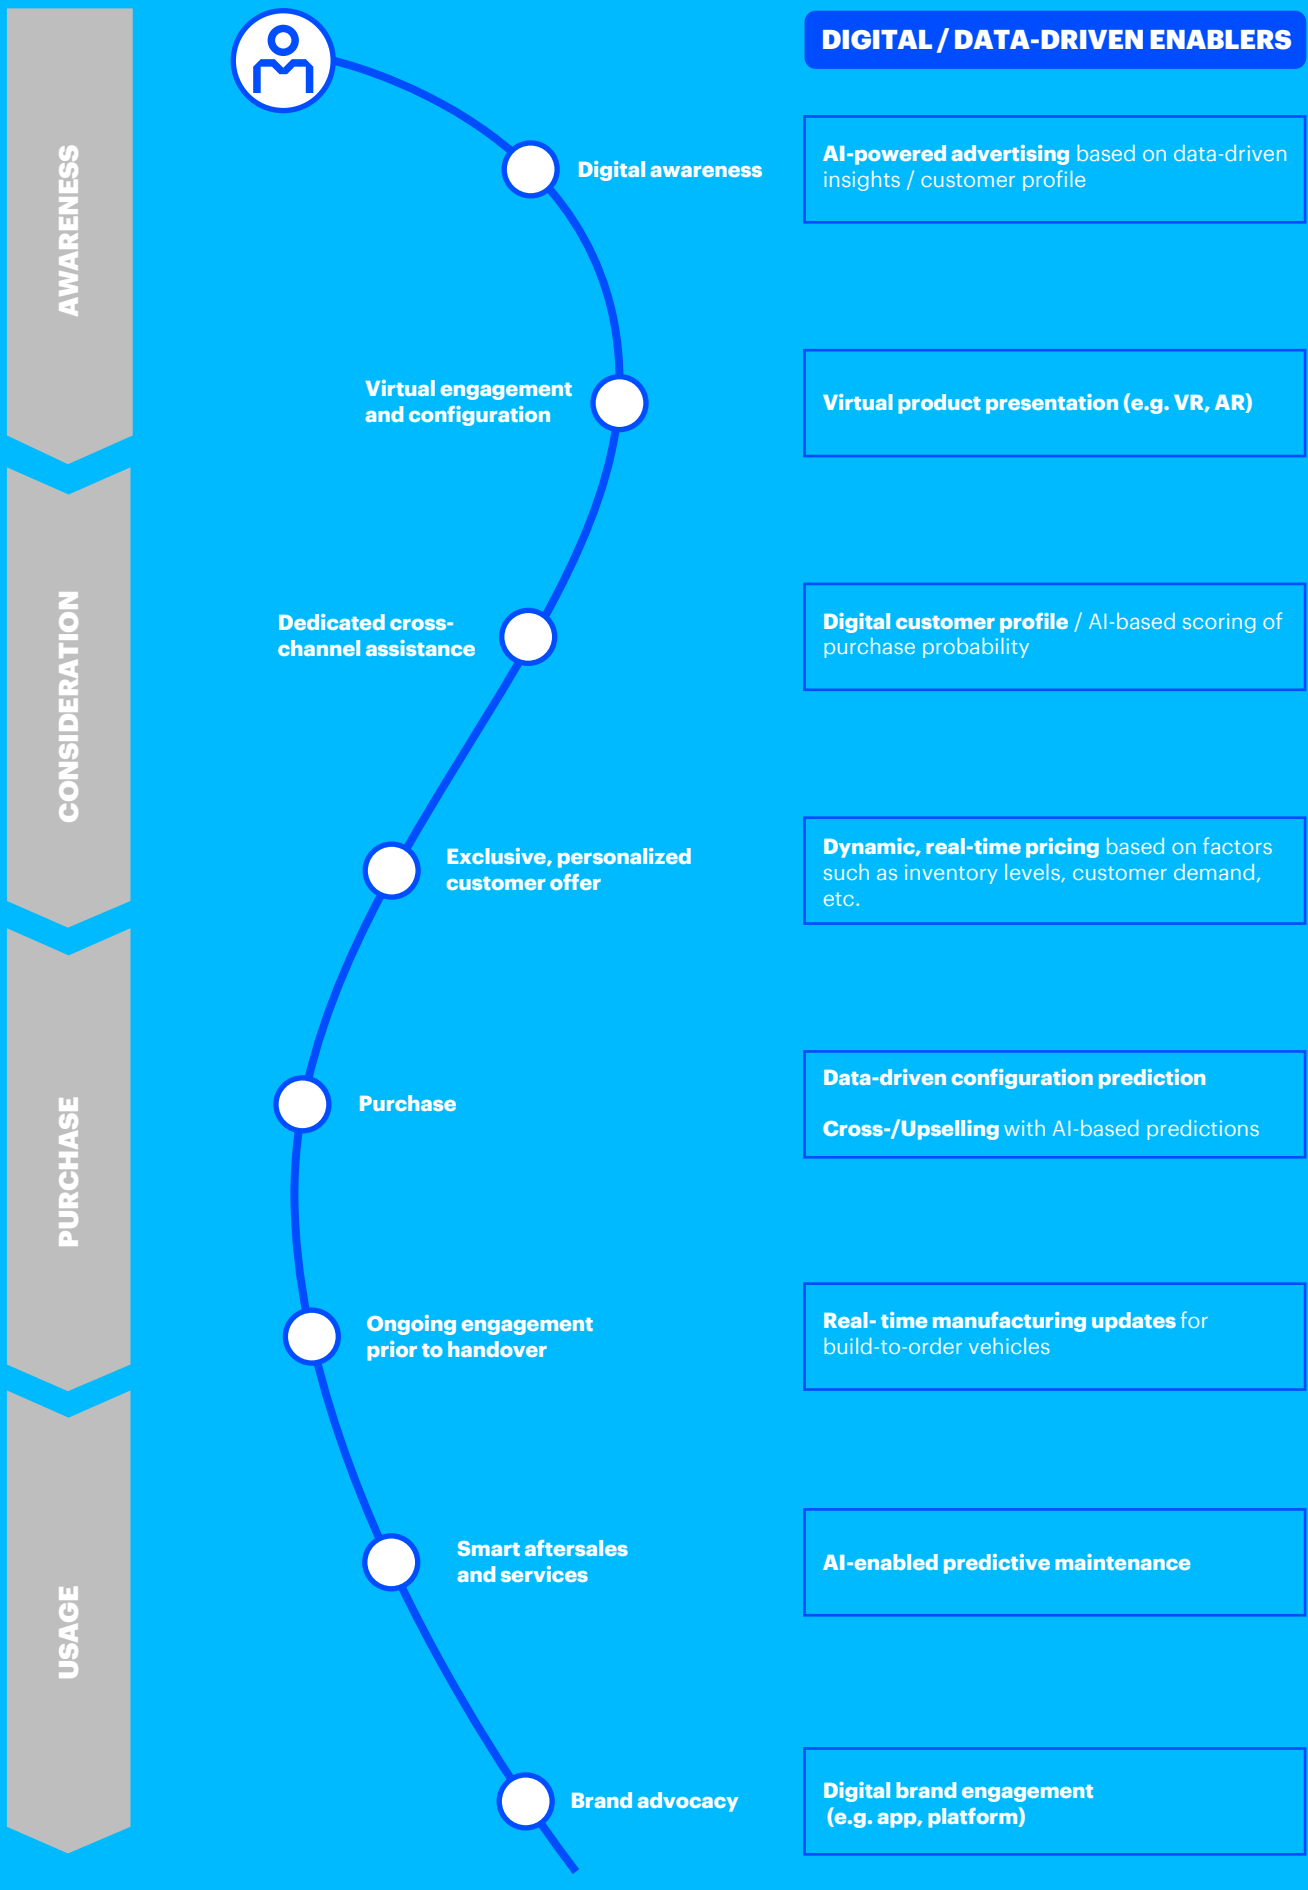 DIGITAL / DATA-DRIVEN ENABLERS
AWARENESS
Digital awareness
AI-powered advertising based on data-driven
insights / customer profile
Virtual engagement
and configuration
Virtual product presentation (e.g. VR, AR)
CONSIDERATION
Dedicated cross-
channel assistance
Digital customer profile / AI-based scoring of
purchase probability
Exclusive, personalized
customer offer
Dynamic, real-time pricing based on factors
such as inventory levels, customer demand,
etc.
PURCHASE
Purchase
Data-driven configuration prediction
Cross-/Upselling with AI-based predictions
Ongoing engagement
prior to handover
Real- time manufacturing updates for
build-to-order vehicles
USAGE
Smart aftersales
and services
AI-enabled predictive maintenance
Brand advocacy
Digital brand engagement
(e.g. app, platform)